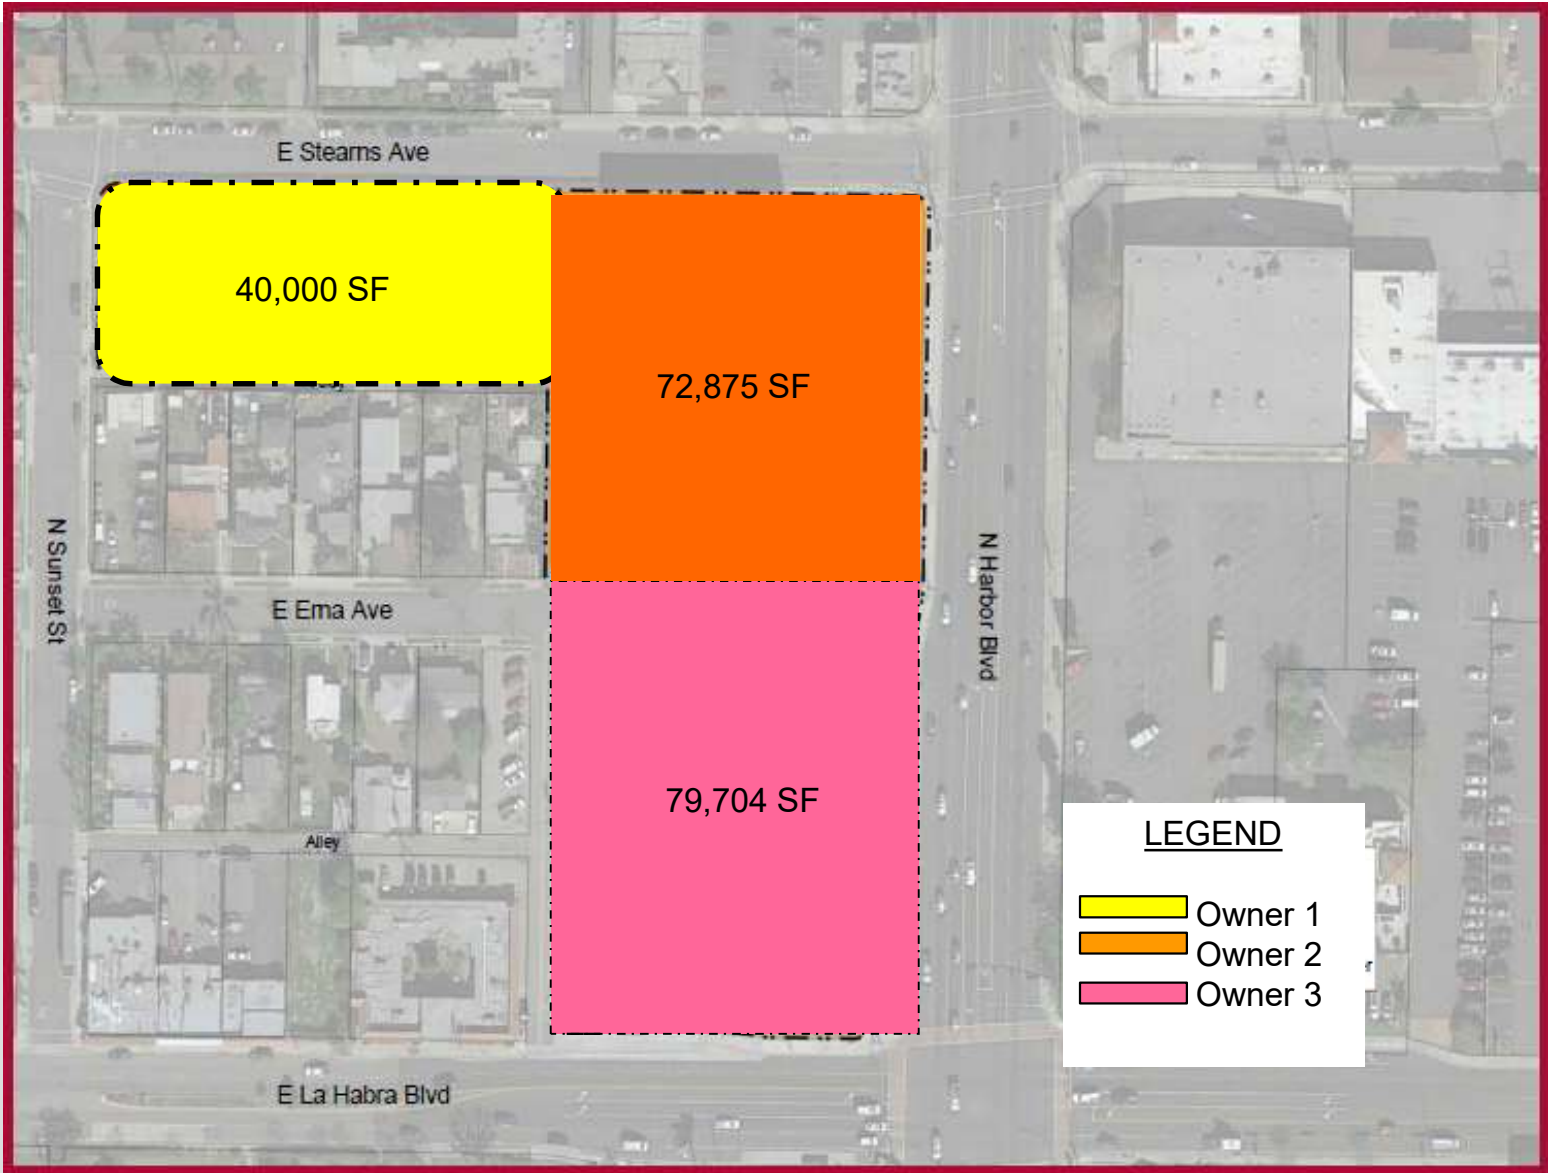 E Stearns Ave
40,000 SF
72,875 SF
N Sunset St
E Erna Ave
N Harbor Blvd
79,704 SF
Alley
LEGEND
Owner 1
Owner 2
Owner 3
E La Habra Blvd